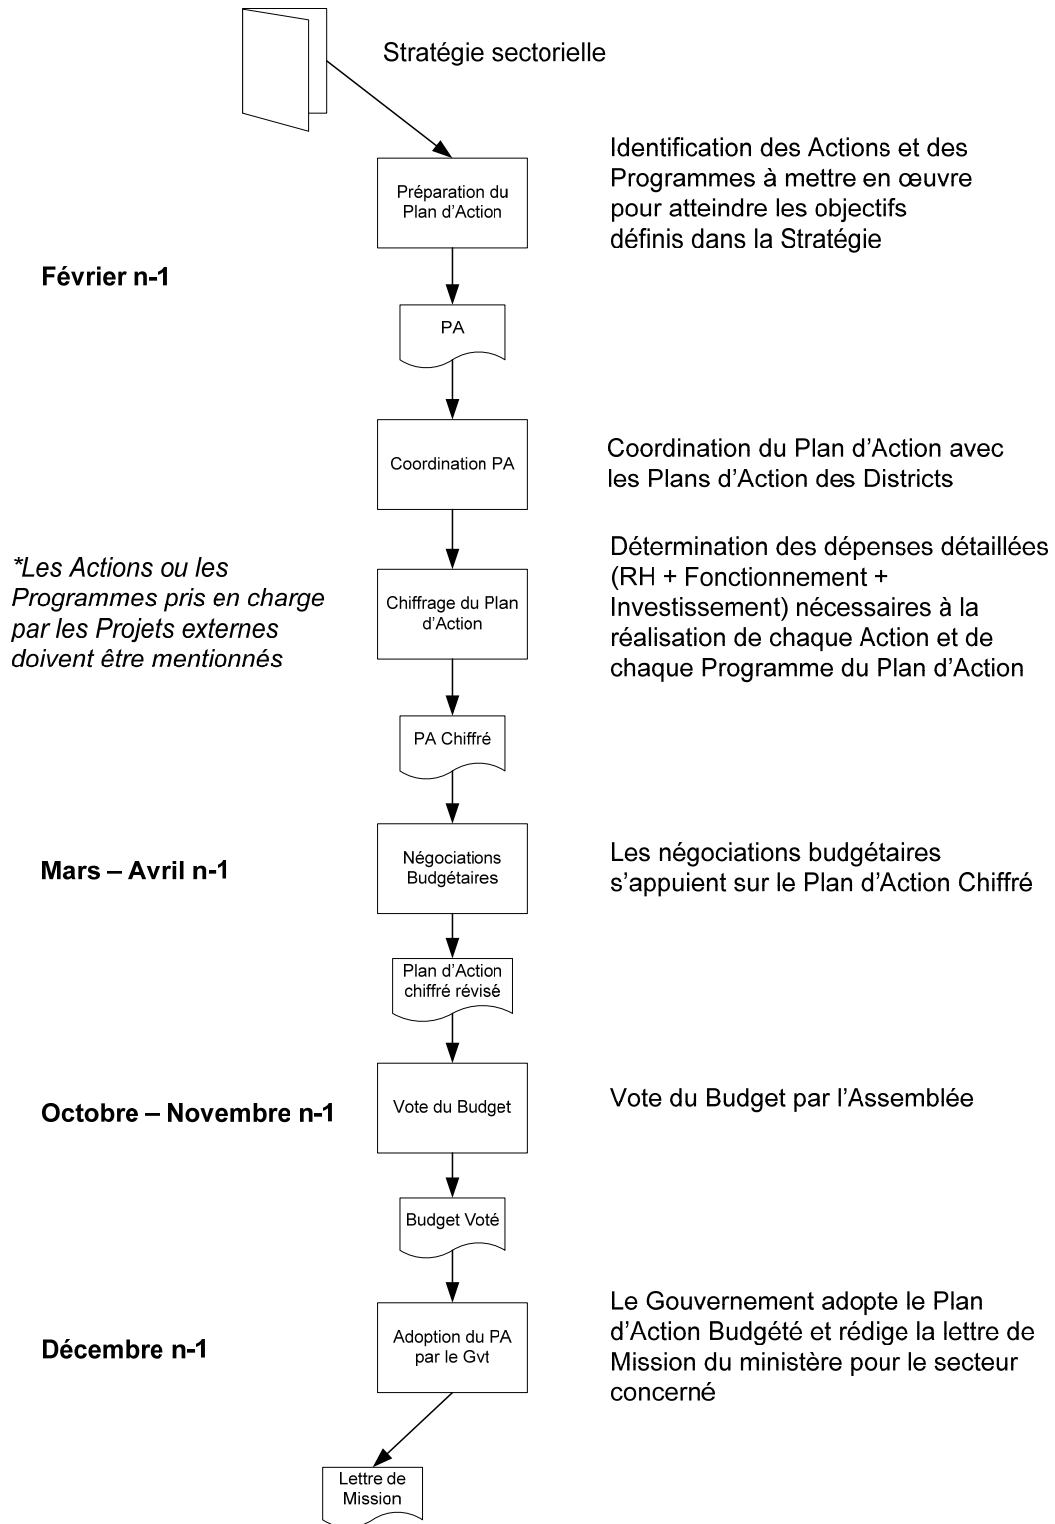 Stratégie sectorielle
Identification des Actions et des
Programmes à mettre en œuvre
pour atteindre les objectifs
définis dans la Stratégie
Préparation du
Plan d’Action
Février n-1
PA
Coordination PA
Coordination du Plan d’Action avec
les Plans d’Action des Districts
*Les Actions ou les
Programmes pris en charge
par les Projets externes
doivent être mentionnés
Chiffrage du Plan
d’Action
Détermination des dépenses détaillées
(RH + Fonctionnement +
Investissement) nécessaires à la
réalisation de chaque Action et de
chaque Programme du Plan d’Action
PA Chiffré
Mars – Avril n-1
Négociations
Budgétaires
Les négociations budgétaires
s’appuient sur le Plan d’Action Chiffré
Plan d’Action
chiffré révisé
Octobre – Novembre n-1
Vote du Budget
Vote du Budget par l’Assemblée
Budget Voté
Décembre n-1
Adoption du PA
par le Gvt
Le Gouvernement adopte le Plan
d’Action Budgété et rédige la lettre de
Mission du ministère pour le secteur
concerné
Lettre de
Mission